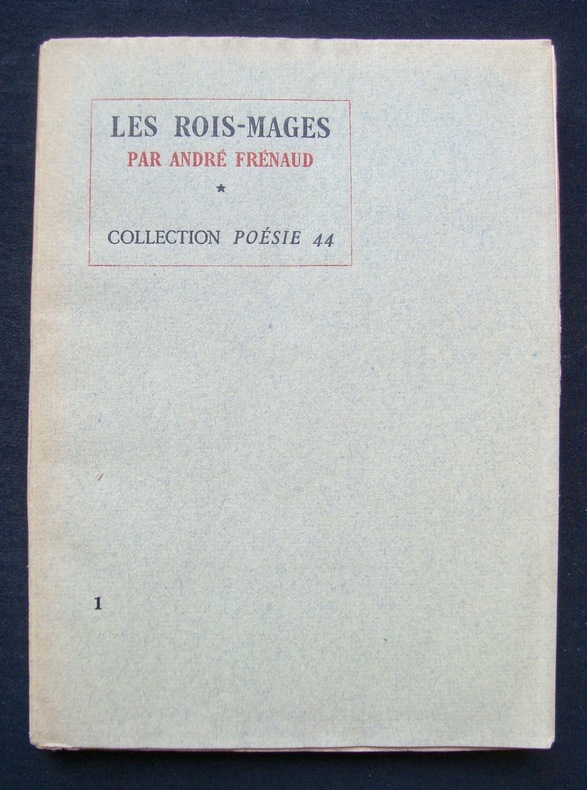 LES ROIS-MAGES
PAR ANDRÉ FRÉNAUD
★
COLLECTION POÉSIE 44
1